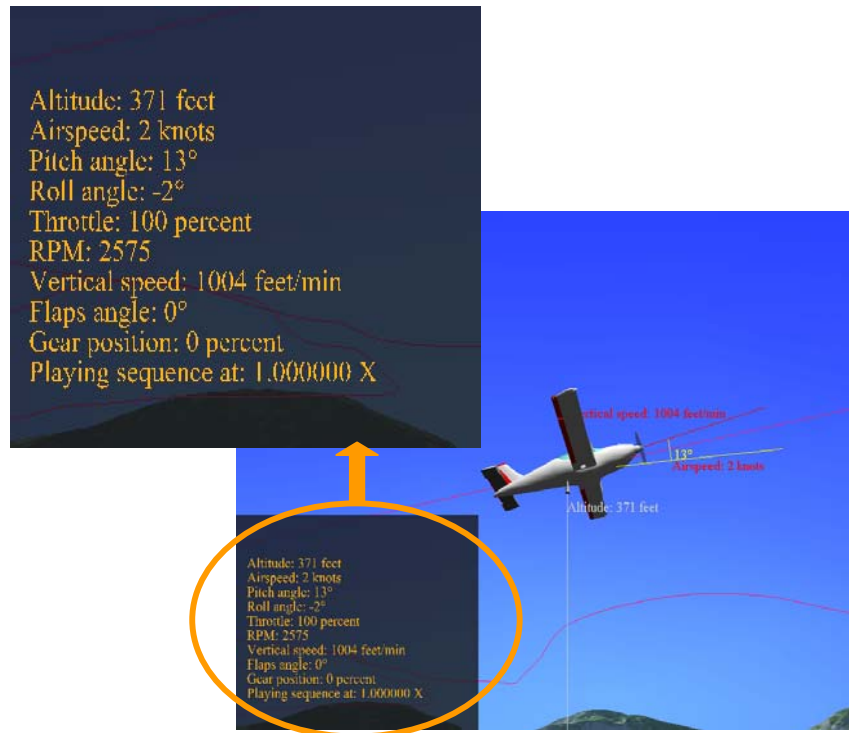 Altitude: 371 feet
Airspeed: 2 knots
Pitch angle: 13°
Roll angle: -2°
Throttle: 100 percent
RPM: 2575
Vertical speed: 1004 feet/min
Flaps angle: 0°
Gear position: 0 percent
Playing sequence at: 1.000000 X
Vertical speed: 1004 feet/min
13°
Airspeed: 2 knots
Altitude: 371 feet
Altitude: 371 feet
Airspeed: 2 knots
Pitch angle: 13°
Roll angle: -2°
Throttle: 100 percent
RPM: 2575
Vertical speed: 1004 feet/min
Flaps angle: 0°
Gear position: 0 percent
Playing sequence at: 1.000000 X